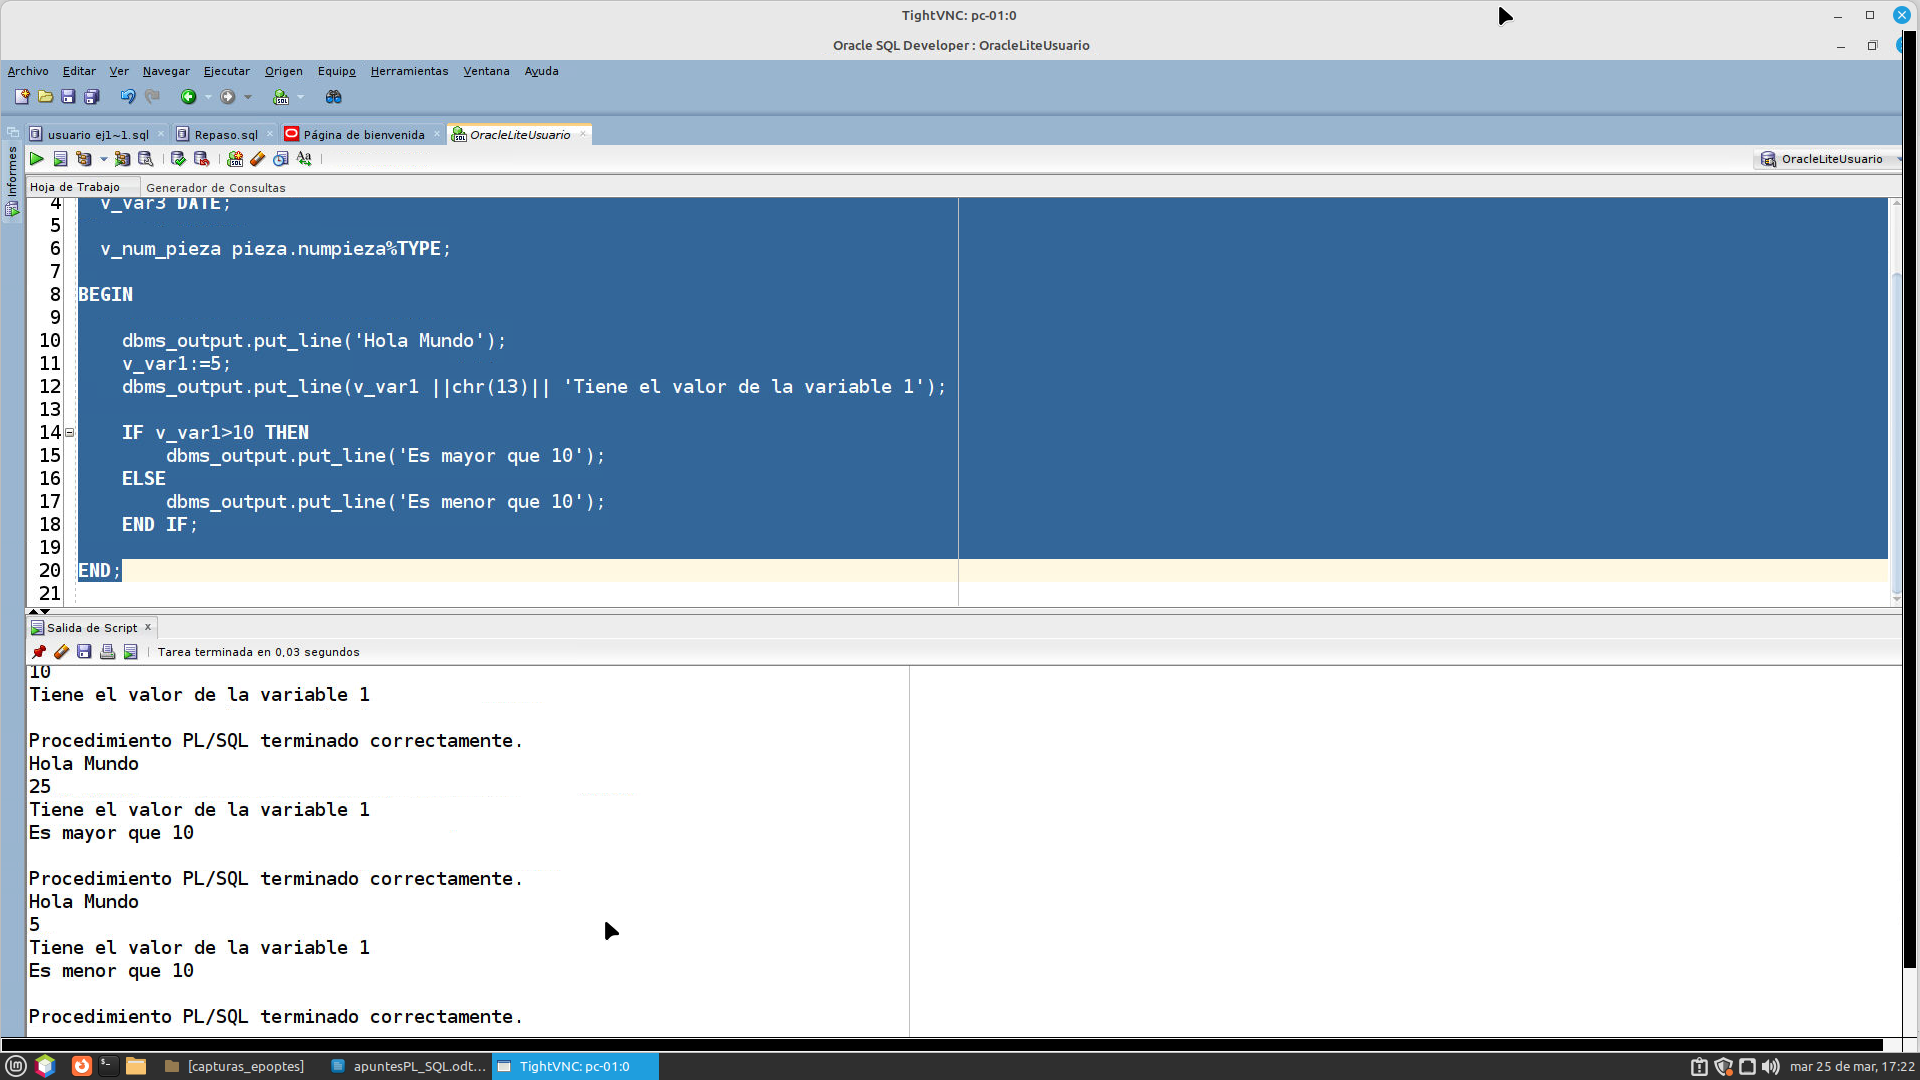 TightVNC: pc-01:0
Oracle SQL Developer : OracleLiteUsuario
Archivo Editar Ver Navegar Ejecutar Origen Equipo Herramientas Ventana Ayuda
usuario ej1~1.sql Repaso.sql Página de bienvenida OracleLiteUsuario
Informes
OracleLiteUsuario
Hoja de Trabajo Generador de Consultas
4 v_var3 DATE;
5
6 v_num_pieza pieza.numpieza%TYPE;
7
8 BEGIN
9
10 dbms_output.put_line('Hola Mundo');
11 v_var1:=5;
12 dbms_output.put_line(v_var1 ||chr(13)|| 'Tiene el valor de la variable 1');
13
14 IF v_var1>10 THEN
15 dbms_output.put_line('Es mayor que 10');
16 ELSE
17 dbms_output.put_line('Es menor que 10');
18 END IF;
19
20 END;
21
Salida de Script
Tarea terminada en 0,03 segundos
10
Tiene el valor de la variable 1
Procedimiento PL/SQL terminado correctamente.
Hola Mundo
25
Tiene el valor de la variable 1
Es mayor que 10
Procedimiento PL/SQL terminado correctamente.
Hola Mundo
5
Tiene el valor de la variable 1
Es menor que 10
Procedimiento PL/SQL terminado correctamente.
[capturas_epoptes] apuntesPL_SQL.odt... TightVNC: pc-01:0 mar 25 de mar, 17:22